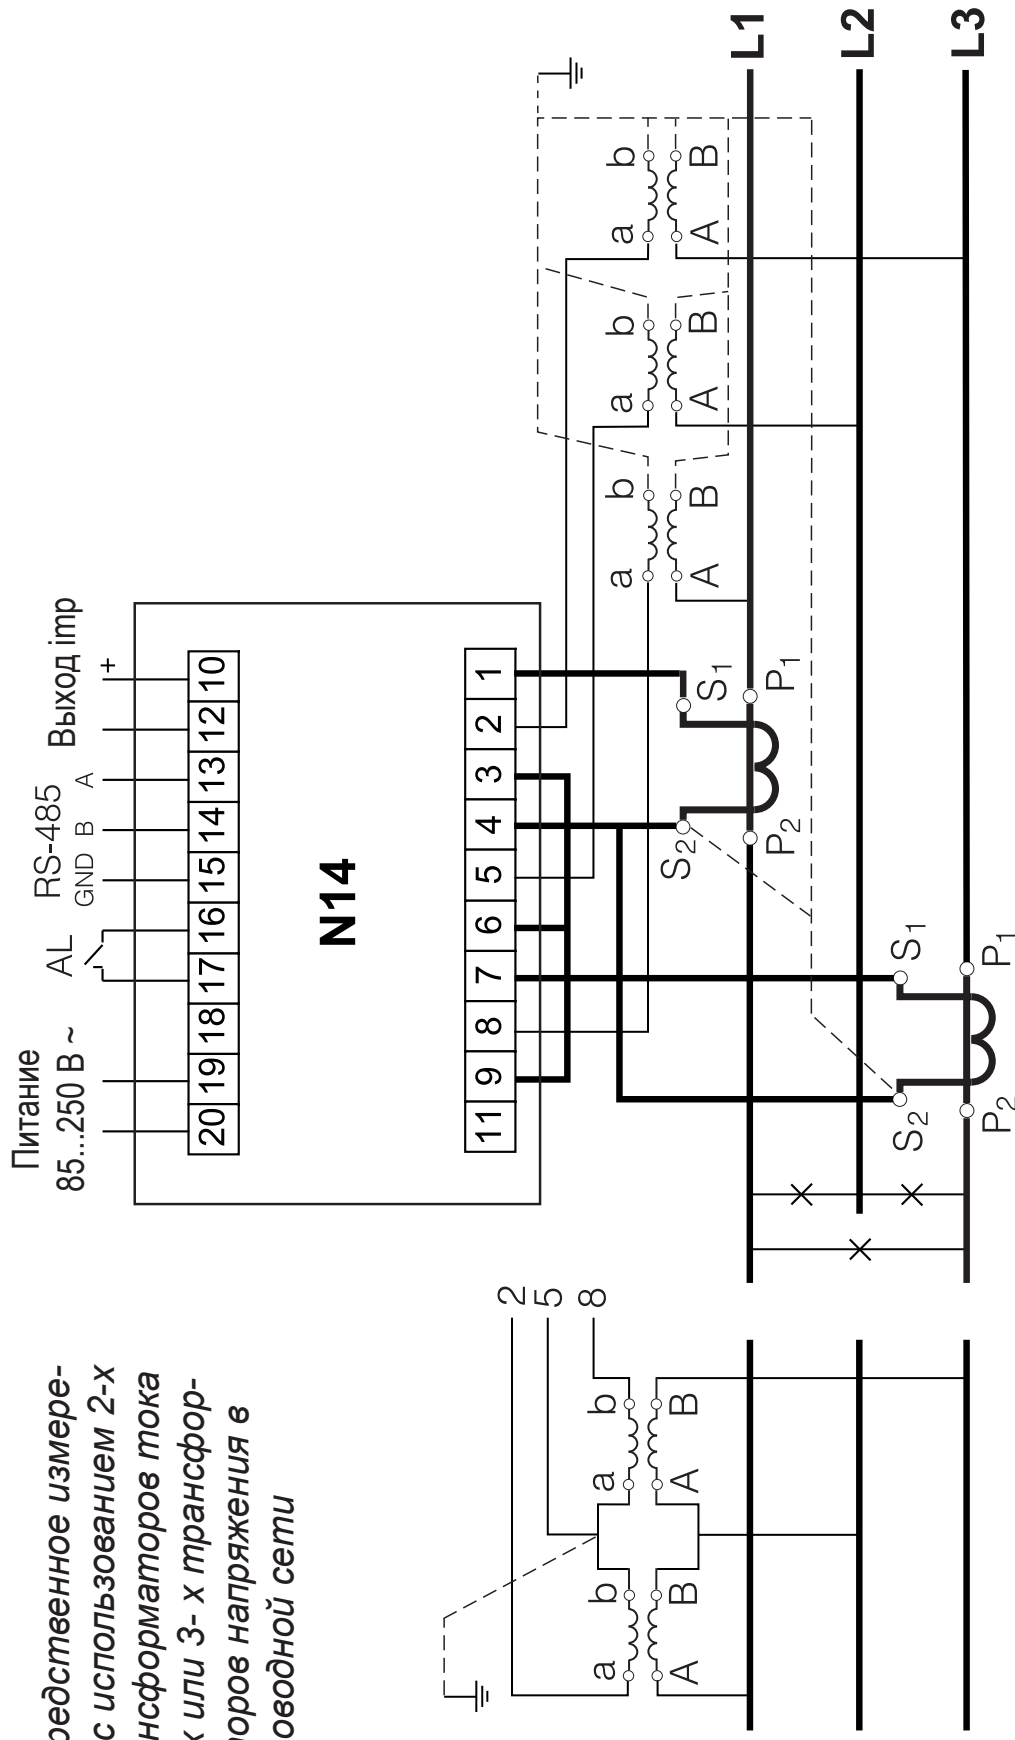 редственное измере-
с использованием 2-х
нсформаторов тока
х или 3- х трансфор-
оров напряжения в
оводной сети
Питание
85...250 В ~
AL
RS-485
GND B A
Выход imp
+
20 19 18 17 16 15 14 13 12 10
N14
11 9 8 7 6 5 4 3 2 1
2
5
8
a b a b
A B A B
a b a b a b
A B A B A B
S2 S1
P2 P1
S2 S1
P2 P1
L1
L2
L3